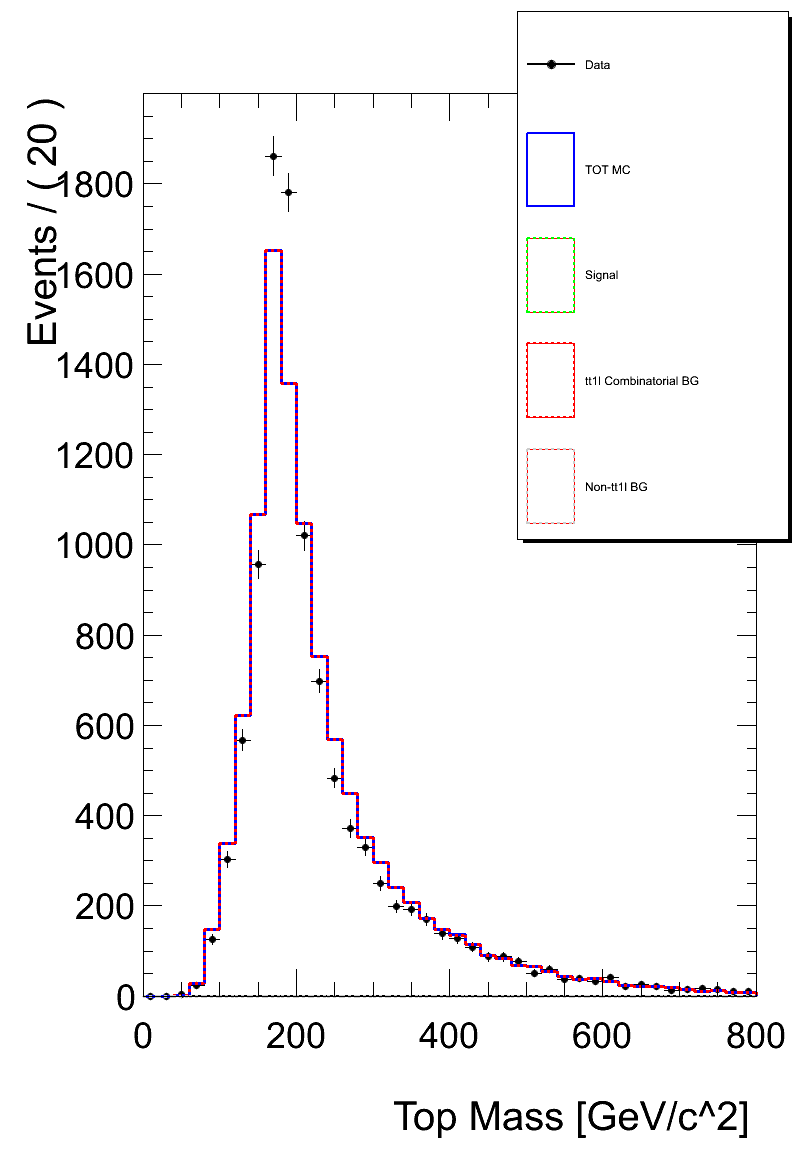 Data
TOT MC
Signal
tt1l Combinatorial BG
Non-tt1l BG
Events / ( 20 )
1800
1600
1400
1200
1000
800
600
400
200
0
0 200 400 600 800
Top Mass [GeV/c^2]